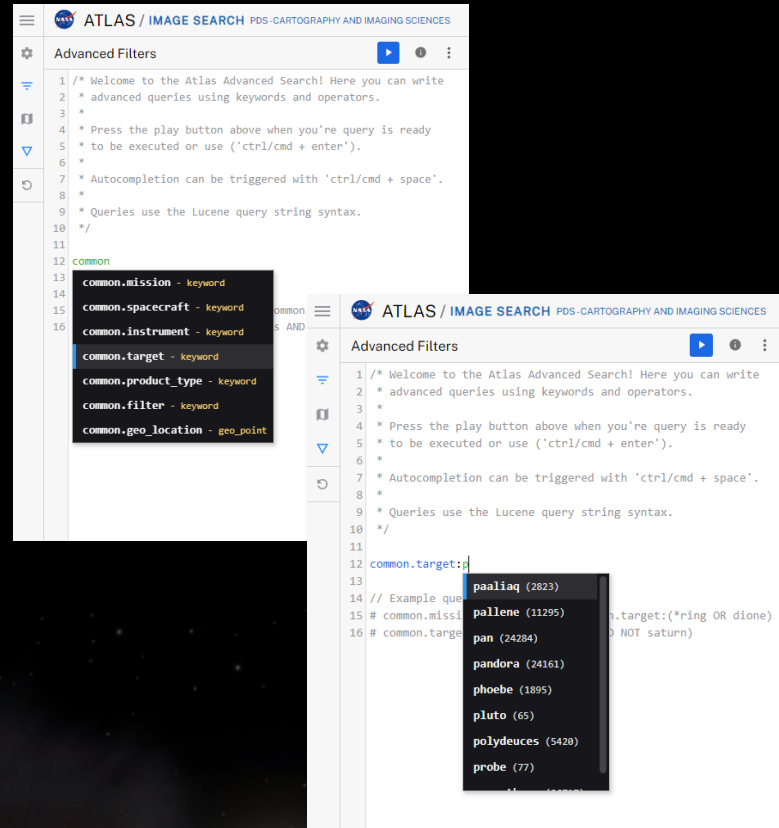 NASA ATLAS / IMAGE SEARCH PDS-CARTOGRAPHY AND IMAGING SCIENCES
Advanced Filters
1 /* Welcome to the Atlas Advanced Search! Here you can write
2 * advanced queries using keywords and operators.
3 *
4 * Press the play button above when you're query is ready
5 * to be executed or use ('ctrl/cmd + enter').
6 *
7 * Autocompletion can be triggered with 'ctrl/cmd + space'.
8 *
9 * Queries use the Lucene query string syntax.
10 */
11
12 common
13
14
15 ommon
16 s AND
common.mission - keyword
common.spacecraft - keyword
common.instrument - keyword
common.target - keyword
common.product_type - keyword
common.filter - keyword
common.geo_location - geo_point
NASA ATLAS / IMAGE SEARCH PDS-CARTOGRAPHY AND IMAGING SCIENCES
Advanced Filters
1 /* Welcome to the Atlas Advanced Search! Here you can write
2 * advanced queries using keywords and operators.
3 *
4 * Press the play button above when you're query is ready
5 * to be executed or use ('ctrl/cmd + enter').
6 *
7 * Autocompletion can be triggered with 'ctrl/cmd + space'.
8 *
9 * Queries use the Lucene query string syntax.
10 */
11
12 common.target:p
13
14 // Example que
15 # common.missi n.target:(*ring OR dione)
16 # common.targe NOT saturn)
paaliaq (2823)
pallene (11295)
pan (24284)
pandora (24161)
phoebe (1895)
pluto (65)
polydeuces (5420)
probe (77)